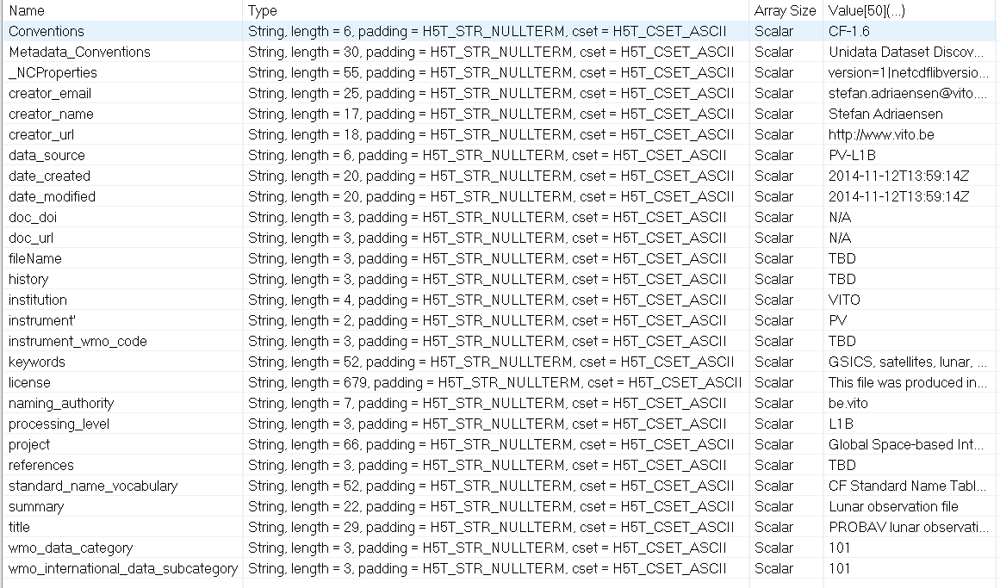 Name Type Array Size Value[50](...)
Conventions String, length = 6, padding = H5T_STR_NULLTERM, cset = H5T_CSET_ASCII Scalar CF-1.6
Metadata_Conventions String, length = 30, padding = H5T_STR_NULLTERM, cset = H5T_CSET_ASCII Scalar Unidata Dataset Discov...
_NCProperties String, length = 55, padding = H5T_STR_NULLTERM, cset = H5T_CSET_ASCII Scalar version=1|netcdflibversio...
creator_email String, length = 25, padding = H5T_STR_NULLTERM, cset = H5T_CSET_ASCII Scalar stefan.adriaensen@vito....
creator_name String, length = 17, padding = H5T_STR_NULLTERM, cset = H5T_CSET_ASCII Scalar Stefan Adriaensen
creator_url String, length = 18, padding = H5T_STR_NULLTERM, cset = H5T_CSET_ASCII Scalar http://www.vito.be
data_source String, length = 6, padding = H5T_STR_NULLTERM, cset = H5T_CSET_ASCII Scalar PV-L1B
date_created String, length = 20, padding = H5T_STR_NULLTERM, cset = H5T_CSET_ASCII Scalar 2014-11-12T13:59:14Z
date_modified String, length = 20, padding = H5T_STR_NULLTERM, cset = H5T_CSET_ASCII Scalar 2014-11-12T13:59:14Z
doc_doi String, length = 3, padding = H5T_STR_NULLTERM, cset = H5T_CSET_ASCII Scalar N/A
doc_url String, length = 3, padding = H5T_STR_NULLTERM, cset = H5T_CSET_ASCII Scalar N/A
fileName String, length = 3, padding = H5T_STR_NULLTERM, cset = H5T_CSET_ASCII Scalar TBD
history String, length = 3, padding = H5T_STR_NULLTERM, cset = H5T_CSET_ASCII Scalar TBD
institution String, length = 4, padding = H5T_STR_NULLTERM, cset = H5T_CSET_ASCII Scalar VITO
instrument' String, length = 2, padding = H5T_STR_NULLTERM, cset = H5T_CSET_ASCII Scalar PV
instrument_wmo_code String, length = 3, padding = H5T_STR_NULLTERM, cset = H5T_CSET_ASCII Scalar TBD
keywords String, length = 52, padding = H5T_STR_NULLTERM, cset = H5T_CSET_ASCII Scalar GSICS, satellites, lunar, ...
license String, length = 679, padding = H5T_STR_NULLTERM, cset = H5T_CSET_ASCII Scalar This file was produced in...
naming_authority String, length = 7, padding = H5T_STR_NULLTERM, cset = H5T_CSET_ASCII Scalar be.vito
processing_level String, length = 3, padding = H5T_STR_NULLTERM, cset = H5T_CSET_ASCII Scalar L1B
project String, length = 66, padding = H5T_STR_NULLTERM, cset = H5T_CSET_ASCII Scalar Global Space-based Int...
references String, length = 3, padding = H5T_STR_NULLTERM, cset = H5T_CSET_ASCII Scalar TBD
standard_name_vocabulary String, length = 52, padding = H5T_STR_NULLTERM, cset = H5T_CSET_ASCII Scalar CF Standard Name Tabl...
summary String, length = 22, padding = H5T_STR_NULLTERM, cset = H5T_CSET_ASCII Scalar Lunar observation file
title String, length = 29, padding = H5T_STR_NULLTERM, cset = H5T_CSET_ASCII Scalar PROBAV lunar observati...
wmo_data_category String, length = 3, padding = H5T_STR_NULLTERM, cset = H5T_CSET_ASCII Scalar 101
wmo_international_data_subcategory String, length = 3, padding = H5T_STR_NULLTERM, cset = H5T_CSET_ASCII Scalar 101